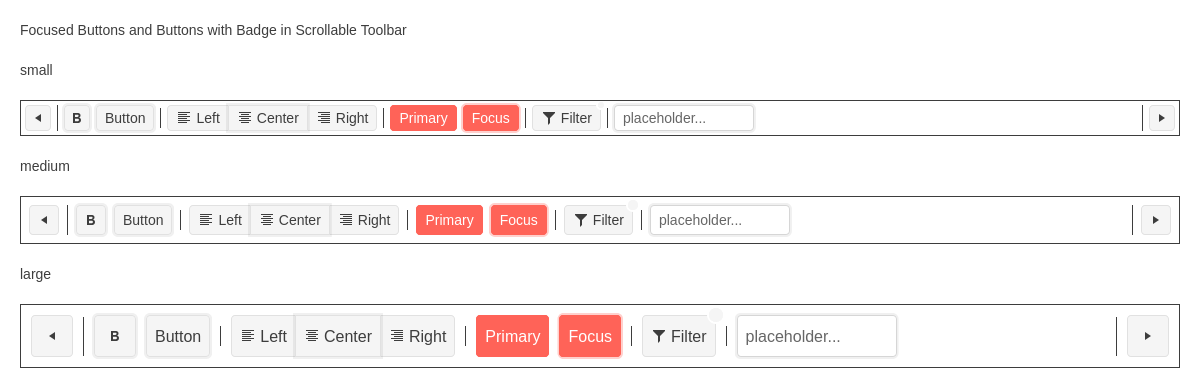 Focused Buttons and Buttons with Badge in Scrollable Toolbar
small
B Button Left Center Right Primary Focus Filter placeholder...
medium
B Button Left Center Right Primary Focus Filter placeholder...
large
B Button Left Center Right Primary Focus Filter placeholder...